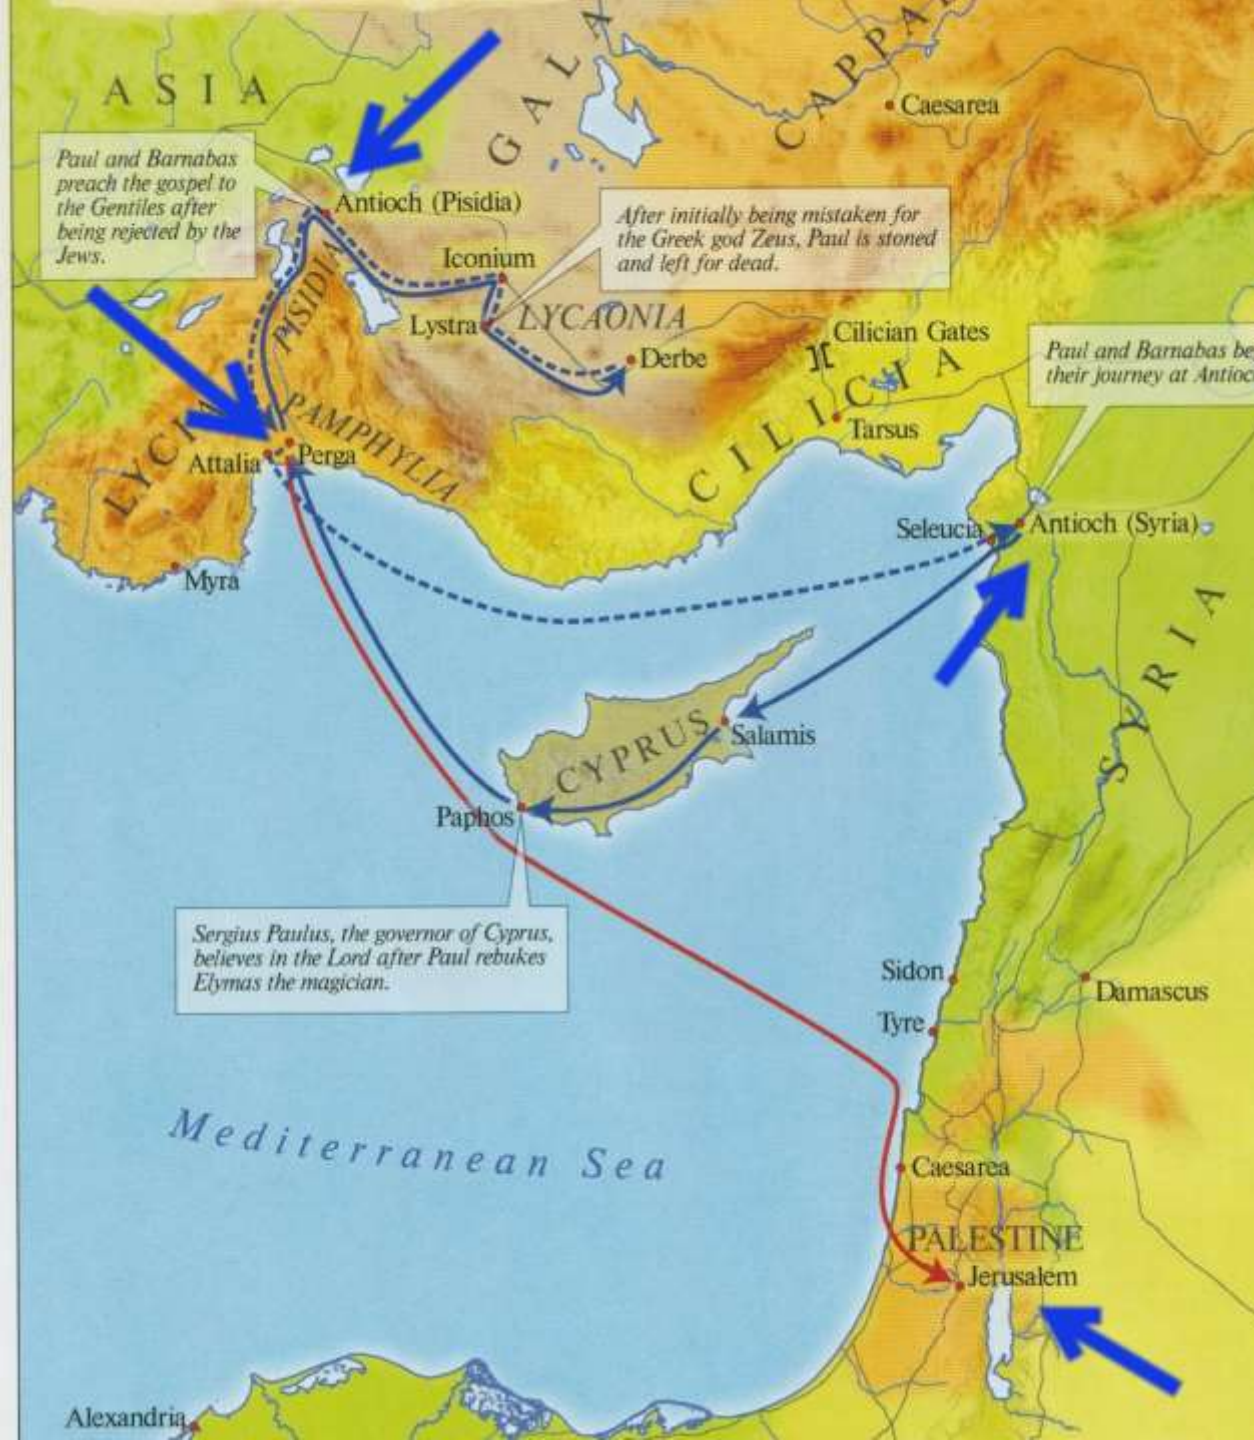 ASIA
GALA
CAPPA
Caesarea
Paul and Barnabas
preach the gospel to
the Gentiles after
being rejected by the
Jews.
Antioch (Pisidia)
After initially being mistaken for
the Greek god Zeus, Paul is stoned
and left for dead.
Iconium
PISIDIA
Lystra
LYCAONIA
Derbe
Cilician Gates
Paul and Barnabas be
their journey at Antioc
CILICIA
Tarsus
LYCI
PAMPHYLIA
Attalia
Perga
Myra
Seleucia
Antioch (Syria)
SYRIA
CYPRUS
Salamis
Paphos
Sergius Paulus, the governor of Cyprus,
believes in the Lord after Paul rebukes
Elymas the magician.
Sidon
Damascus
Tyre
Mediterranean Sea
Caesarea
PALESTINE
Jerusalem
Alexandria